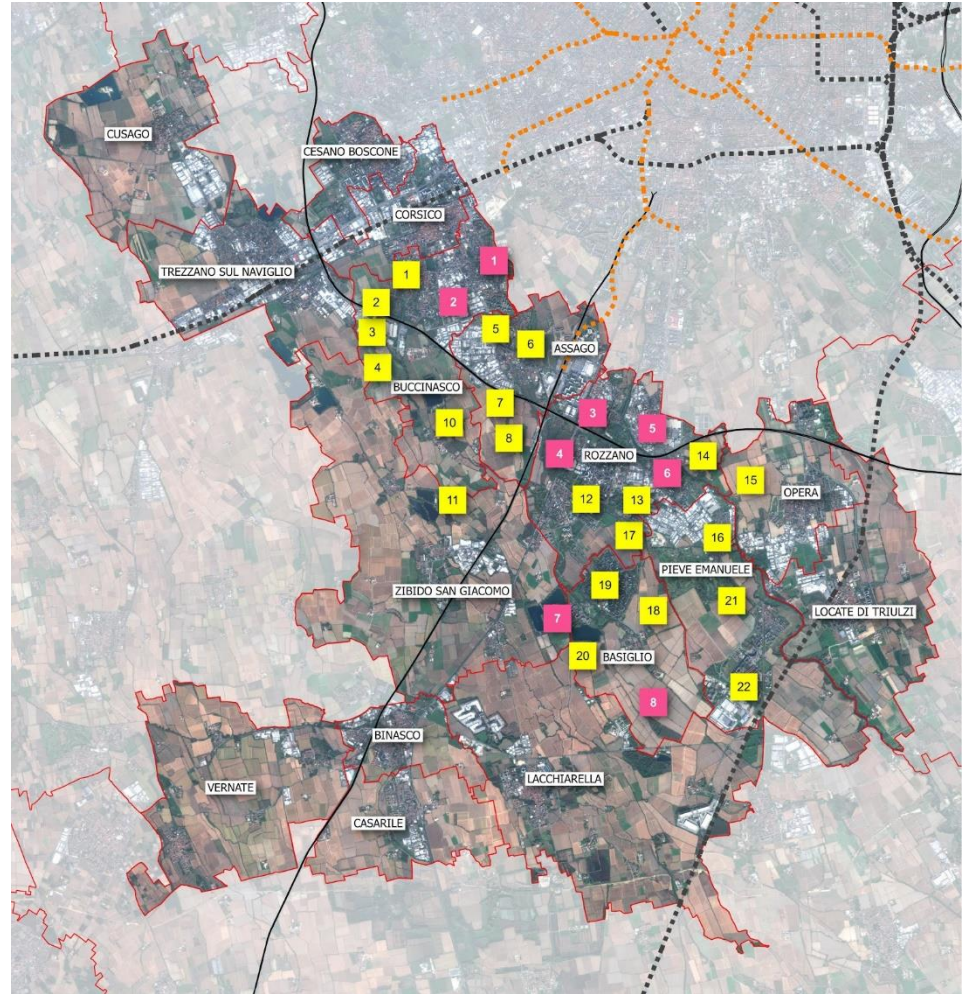 CUSAGO
CESANO BOSCONE
CORSICO
1
TREZZANO SUL NAVIGLIO
1
2
2
3
5
6
ASSAGO
4
BUCCINASCO
7
3
10
8
5
4
ROZZANO
14
6
15
OPERA
11
12
13
17
16
PIEVE EMANUELE
19
ZIBIDO SAN GIACOMO
21
18
LOCATE DI TRIULZI
7
20
BASIGLIO
22
8
BINASCO
LACCHIARELLA
VERNATE
CASARILE